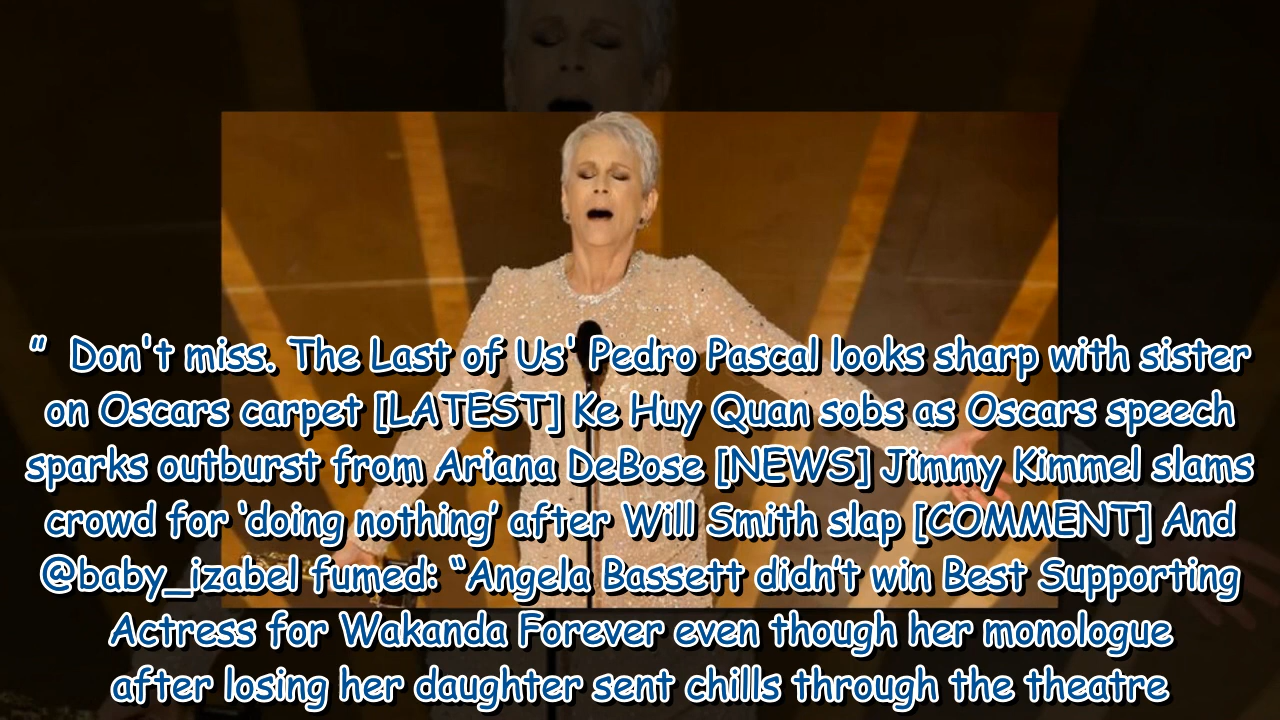 ” Don't miss. The Last of Us' Pedro Pascal looks sharp with sister
on Oscars carpet [LATEST] Ke Huy Quan sobs as Oscars speech
sparks outburst from Ariana DeBose [NEWS] Jimmy Kimmel slams
crowd for ‘doing nothing’ after Will Smith slap [COMMENT] And
@baby_izabel fumed: “Angela Bassett didn’t win Best Supporting
Actress for Wakanda Forever even though her monologue
after losing her daughter sent chills through the theatre